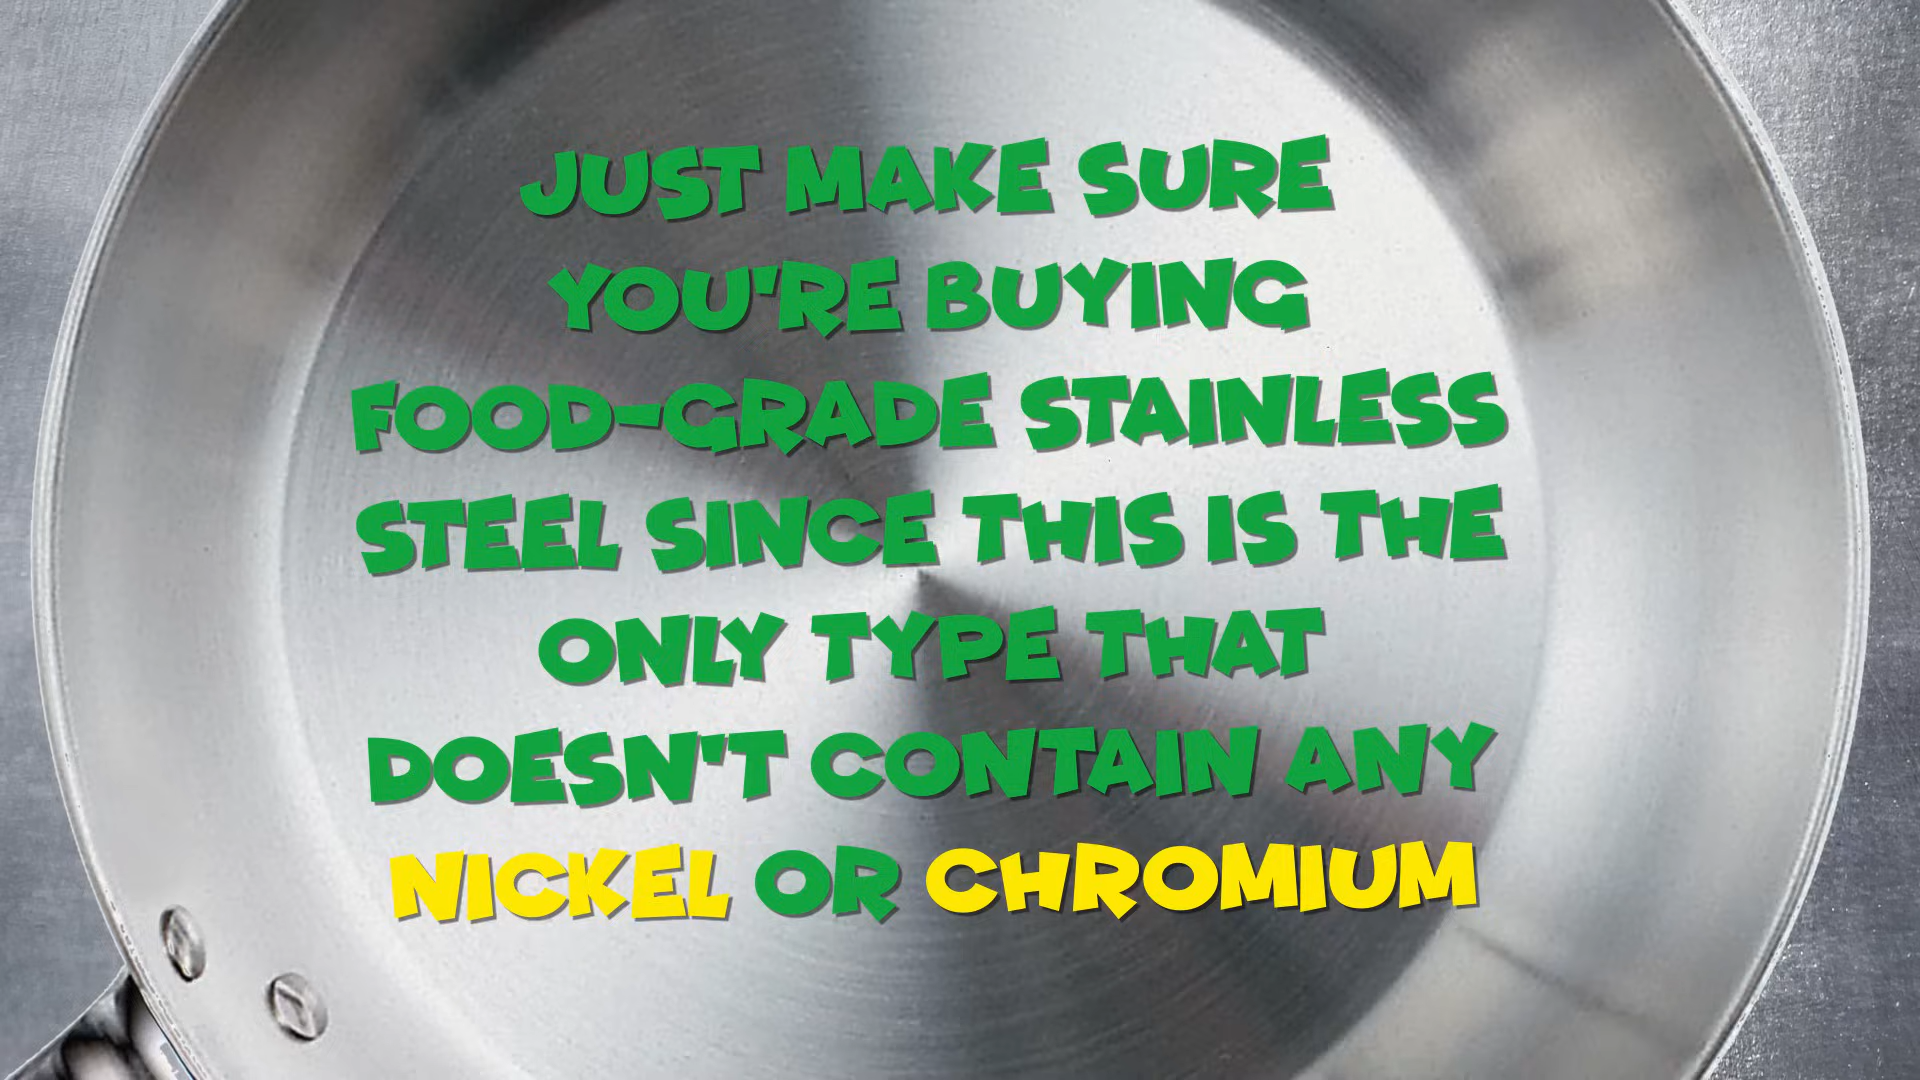 JUST MAKE SURE
YOU'RE BUYING
FOOD-GRADE STAINLESS
STEEL SINCE THIS IS THE
ONLY TYPE THAT
DOESN'T CONTAIN ANY
NICKEL OR CHROMIUM